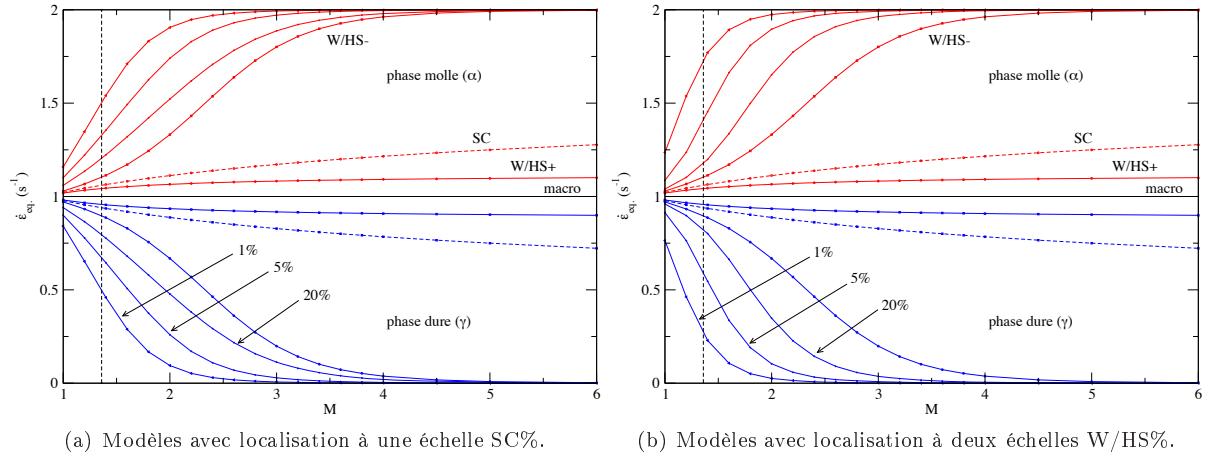 2
1.5
1
0.5
0
ε̇eq. (s-1)
W/HS-
phase molle (α)
SC
W/HS+
macro
1%
5%
20%
phase dure (γ)
1 2 3 4 5 6
M
(a) Modèles avec localisation à une échelle SC%.
2
1.5
1
0.5
0
ε̇eq. (s-1)
W/HS-
phase molle (α)
SC
W/HS+
macro
1%
5%
20%
phase dure (γ)
1 2 3 4 5 6
M
(b) Modèles avec localisation à deux échelles W/HS%.